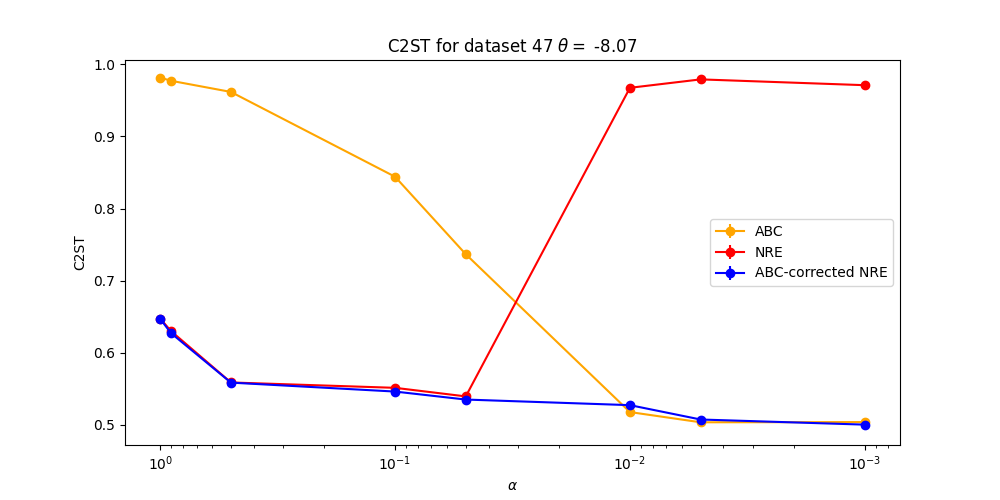 C2ST for dataset 47 θ = -8.07
1.0
0.9
0.8
0.7
0.6
0.5
C2ST
ABC
NRE
ABC-corrected NRE
10⁰ 10⁻¹ 10⁻² 10⁻³
α